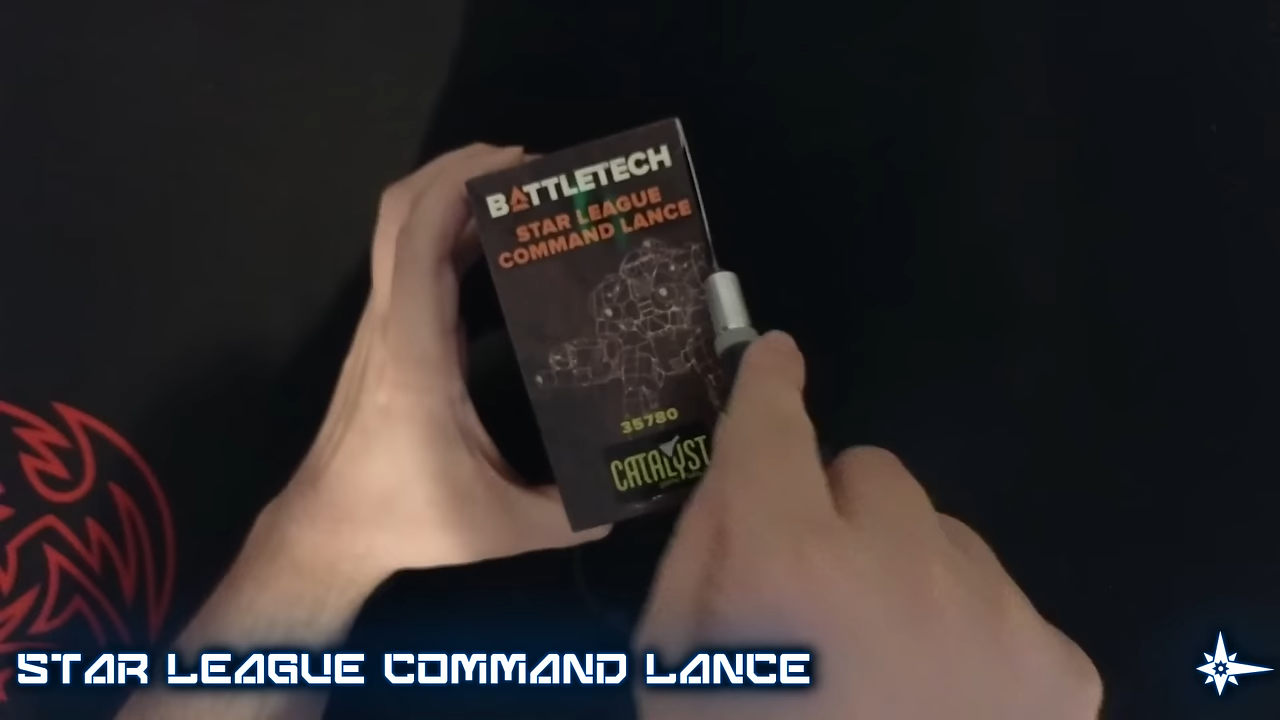 BATTLETECH
STAR LEAGUE
COMMAND LANCE
35780
CATALYST
STAR LEAGUE COMMAND LANCE